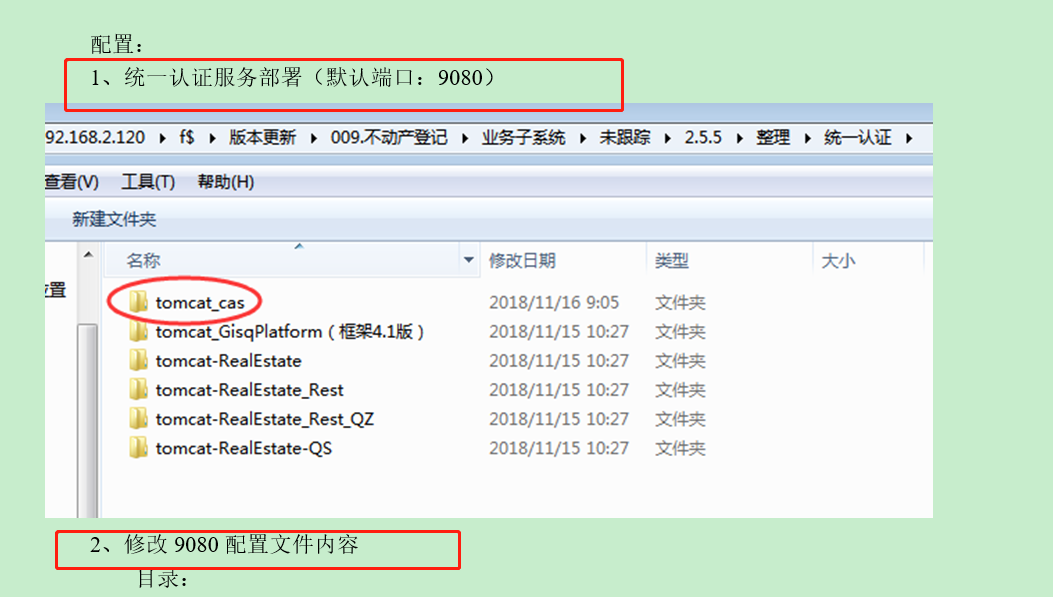 配置：
1、统一认证服务部署（默认端口：9080）
92.168.2.120 f$ 版本更新 009.不动产登记 业务子系统 未跟踪 2.5.5 整理 统一认证
查看(V) 工具(T) 帮助(H)
新建文件夹
名称 修改日期 类型 大小
位置
tomcat_cas 2018/11/16 9:05 文件夹
tomcat_GisqPlatform（框架4.1版） 2018/11/15 10:27 文件夹
tomcat-RealEstate 2018/11/15 10:27 文件夹
tomcat-RealEstate_Rest 2018/11/15 10:27 文件夹
tomcat-RealEstate_Rest_QZ 2018/11/15 10:27 文件夹
tomcat-RealEstate-QS 2018/11/15 10:27 文件夹
2、修改 9080 配置文件内容
目录：